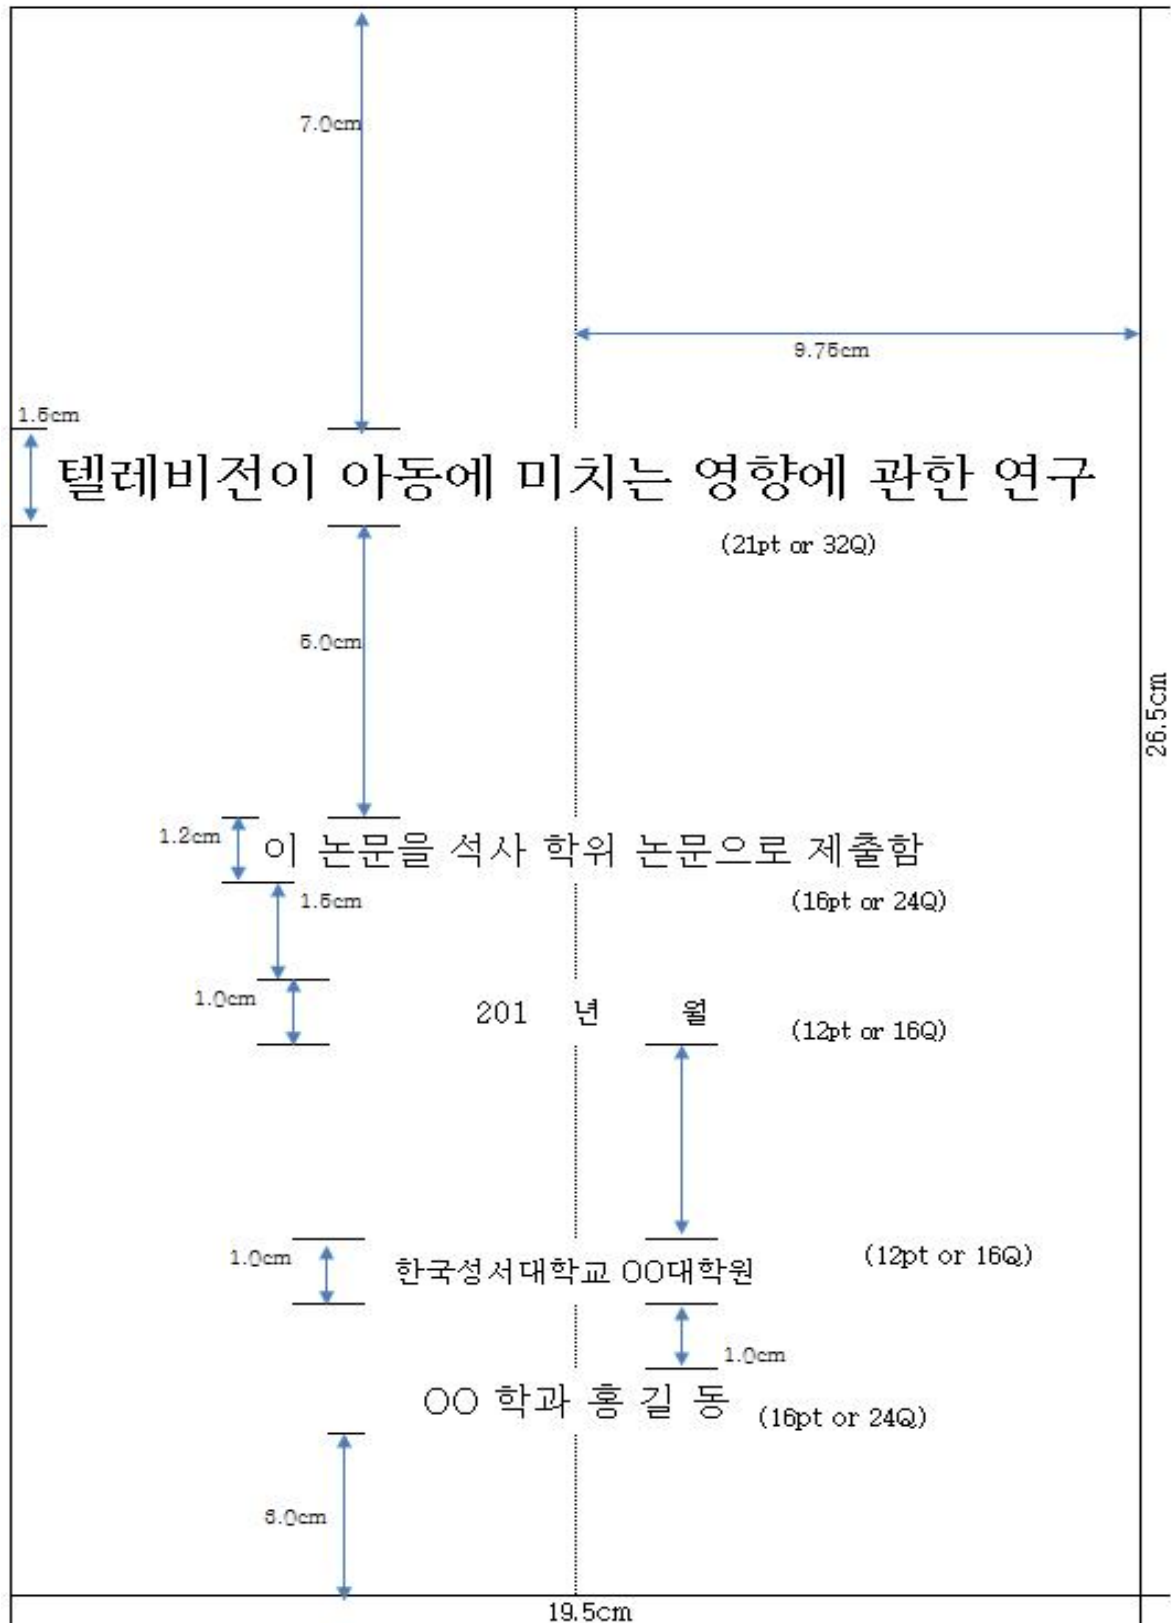 7.0cm
9.75cm
1.5cm
텔레비전이 아동에 미치는 영향에 관한 연구
(21pt or 32Q)
5.0cm
26.5cm
1.2cm
이 논문을 석사 학위 논문으로 제출함
1.5cm
(16pt or 24Q)
1.0cm
201 년 월
(12pt or 16Q)
1.0cm
한국성서대학교 OO대학원
(12pt or 16Q)
1.0cm
OO 학과 홍 길 동
(16pt or 24Q)
19.5cm